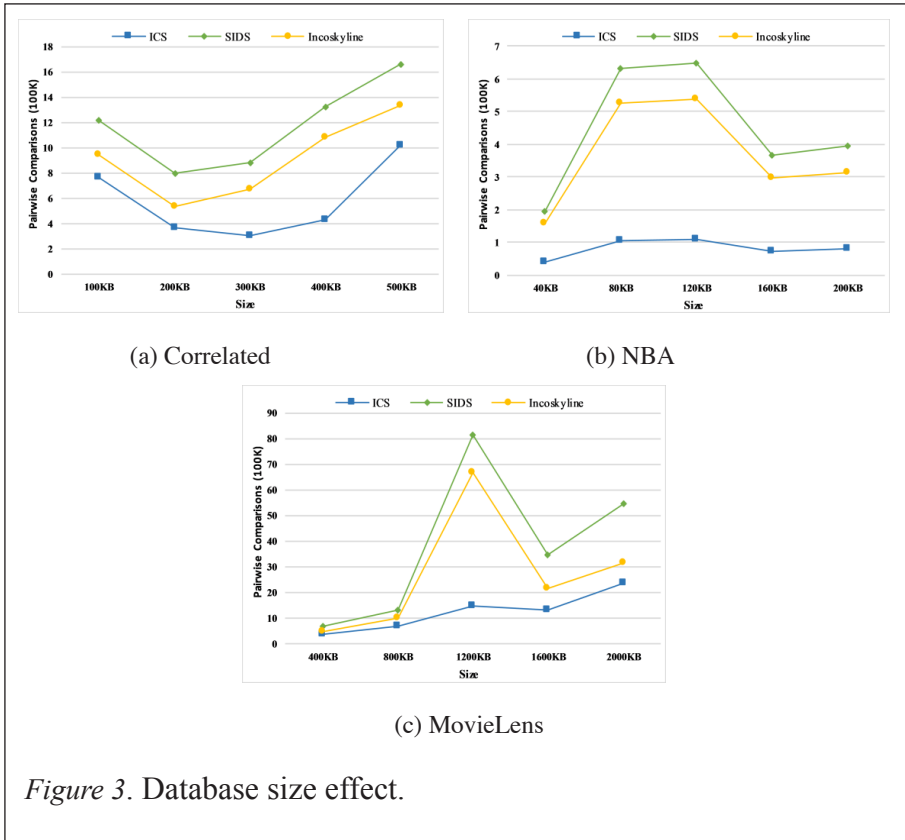 ICS SIDS Incoskyline
18
16
14
12
10
8
6
4
2
0
Pairwise Comparisons (100K)
100KB 200KB 300KB 400KB 500KB
Size
(a) Correlated
ICS SIDS Incoskyline
7
6
5
4
3
2
1
0
Pairwise Comparisons (100K)
40KB 80KB 120KB 160KB 200KB
Size
(b) NBA
ICS SIDS Incoskyline
90
80
70
60
50
40
30
20
10
0
Pairwise Comparisons (100K)
400KB 800KB 1200KB 1600KB 2000KB
Size
(c) MovieLens
Figure 3. Database size effect.